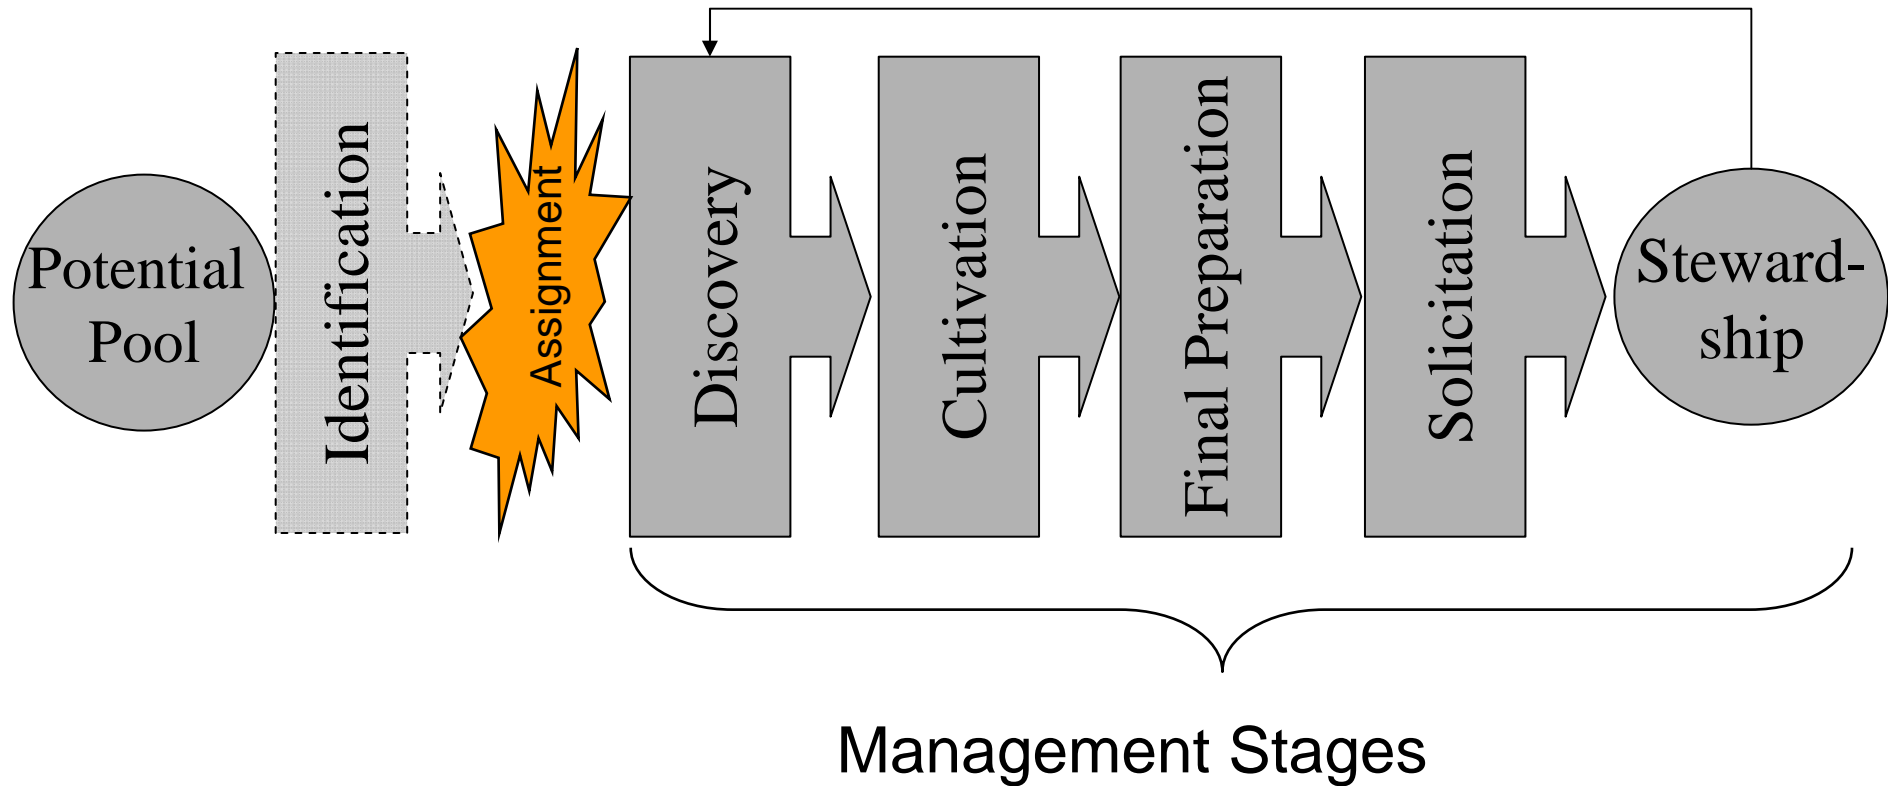 Potential
Pool
Identification
Assignment
Discovery
Cultivation
Final Preparation
Solicitation
Steward-
ship
Management Stages